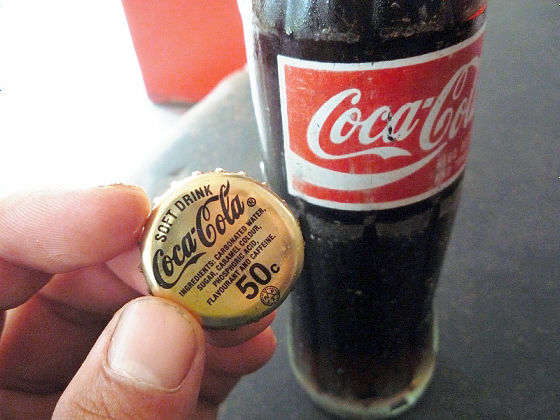 SOFT DRINK
Coca-Cola®
INGREDIENTS: CARBONATED WATER,
SUGAR, CARAMEL COLOUR,
PHOSPHORIC ACID,
FLAVOURANT AND CAFFEINE.
50c
Coca-Col